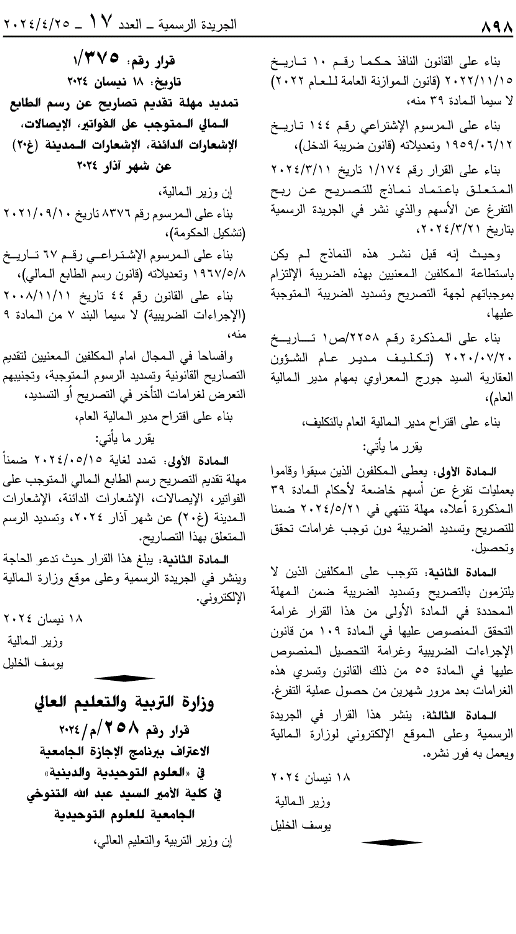 ٨٩٨
الجريدة الرسمية ـ العدد ١٧ ـ ٢٠٢٤/٤/٢٥
بناء على القانون النافذ حكما رقم ١٠ تاريخ
٢٠٢٢/١١/١٥ (قانون الموازنة العامة للعام ٢٠٢٢)
لا سيما المادة ٣٩ منه،
بناء على المرسوم الإشتراعي رقم ١٤٤ تاريخ
١٩٥٩/٠٦/١٢ وتعديلاته (قانون ضريبة الدخل)،
بناء على القرار رقم ١/١٧٤ تاريخ ٢٠٢٤/٣/١١
المتعلق باعتماد نماذج للتصريح عن ربح
التفرغ عن الأسهم والذي نشر في الجريدة الرسمية
بتاريخ ٢٠٢٤/٣/٢١،
وحيث إنه قبل نشر هذه النماذج لم يكن
باستطاعة المكلفين المعنيين بهذه الضريبة الإلتزام
بموجباتهم لجهة التصريح وتسديد الضريبة المتوجبة
عليها،
بناء على المذكرة رقم ٢٢٥٨/ص١ تاريخ
٢٠٢٠/٠٧/٢٠ (تكليف مدير عام الشؤون
العقارية السيد جورج المعراوي بمهام مدير المالية
العام)،
بناء على اقتراح مدير المالية العام بالتكليف،
يقرر ما يأتي:
المادة الأولى: يعطى المكلفون الذين سبقوا وقاموا
بعمليات تفرغ عن أسهم خاضعة لأحكام المادة ٣٩
المذكورة أعلاه، مهلة تنتهي في ٢٠٢٤/٥/٢١ ضمنا
للتصريح وتسديد الضريبة دون توجب غرامات تحقق
وتحصيل.
المادة الثانية: تتوجب على المكلفين الذين لا
يلتزمون بالتصريح وتسديد الضريبة ضمن المهلة
المحددة في المادة الأولى من هذا القرار غرامة
التحقق المنصوص عليها في المادة ١٠٩ من قانون
الإجراءات الضريبية وغرامة التحصيل المنصوص
عليها في المادة ٥٥ من ذلك القانون وتسري هذه
الغرامات بعد مرور شهرين من حصول عملية التفرغ.
المادة الثالثة: ينشر هذا القرار في الجريدة
الرسمية وعلى الموقع الإلكتروني لوزارة المالية
ويعمل به فور نشره.
١٨ نيسان ٢٠٢٤
وزير المالية
يوسف الخليل
قرار رقم: ١/٣٧٥
تاريخ: ١٨ نيسان ٢٠٢٤
تمديد مهلة تقديم تصاريح عن رسم الطابع
المالي المتوجب على الفواتير، الإيصالات،
الإشعارات الدائنة، الإشعارات المدينة (غ٢٠)
عن شهر آذار ٢٠٢٤
إن وزير المالية،
بناء على المرسوم رقم ٨٣٧٦ تاريخ ٢٠٢١/٠٩/١٠
(تشكيل الحكومة)،
بناء على المرسوم الإشتراعي رقم ٦٧ تاريخ
١٩٦٧/٥/٨ وتعديلاته (قانون رسم الطابع المالي)،
بناء على القانون رقم ٤٤ تاريخ ٢٠٠٨/١١/١١
(الإجراءات الضريبية) لا سيما البند ٧ من المادة ٩
منه،
وافساحا في المجال امام المكلفين المعنيين لتقديم
التصاريح القانونية وتسديد الرسوم المتوجبة، وتجنيبهم
التعرض لغرامات التأخر في التصريح أو التسديد،
بناء على اقتراح مدير المالية العام،
يقرر ما يأتي:
المادة الأولى: تمدد لغاية ٢٠٢٤/٠٥/١٥ ضمناً
مهلة تقديم التصريح رسم الطابع المالي المتوجب على
الفواتير، الإيصالات، الإشعارات الدائنة، الإشعارات
المدينة (غ٢٠) عن شهر آذار ٢٠٢٤، وتسديد الرسم
المتعلق بهذا التصاريح.
المادة الثانية: يبلغ هذا القرار حيث تدعو الحاجة
وينشر في الجريدة الرسمية وعلى موقع وزارة المالية
الإلكتروني.
١٨ نيسان ٢٠٢٤
وزير المالية
يوسف الخليل
وزارة التربية والتعليم العالي
قرار رقم ٢٥٨/م/٢٠٢٤
الاعتراف ببرنامج الإجازة الجامعية
في «العلوم التوحيدية والدينية»
في كلية الأمير السيد عبد الله التنوخي
الجامعية للعلوم التوحيدية
إن وزير التربية والتعليم العالي،